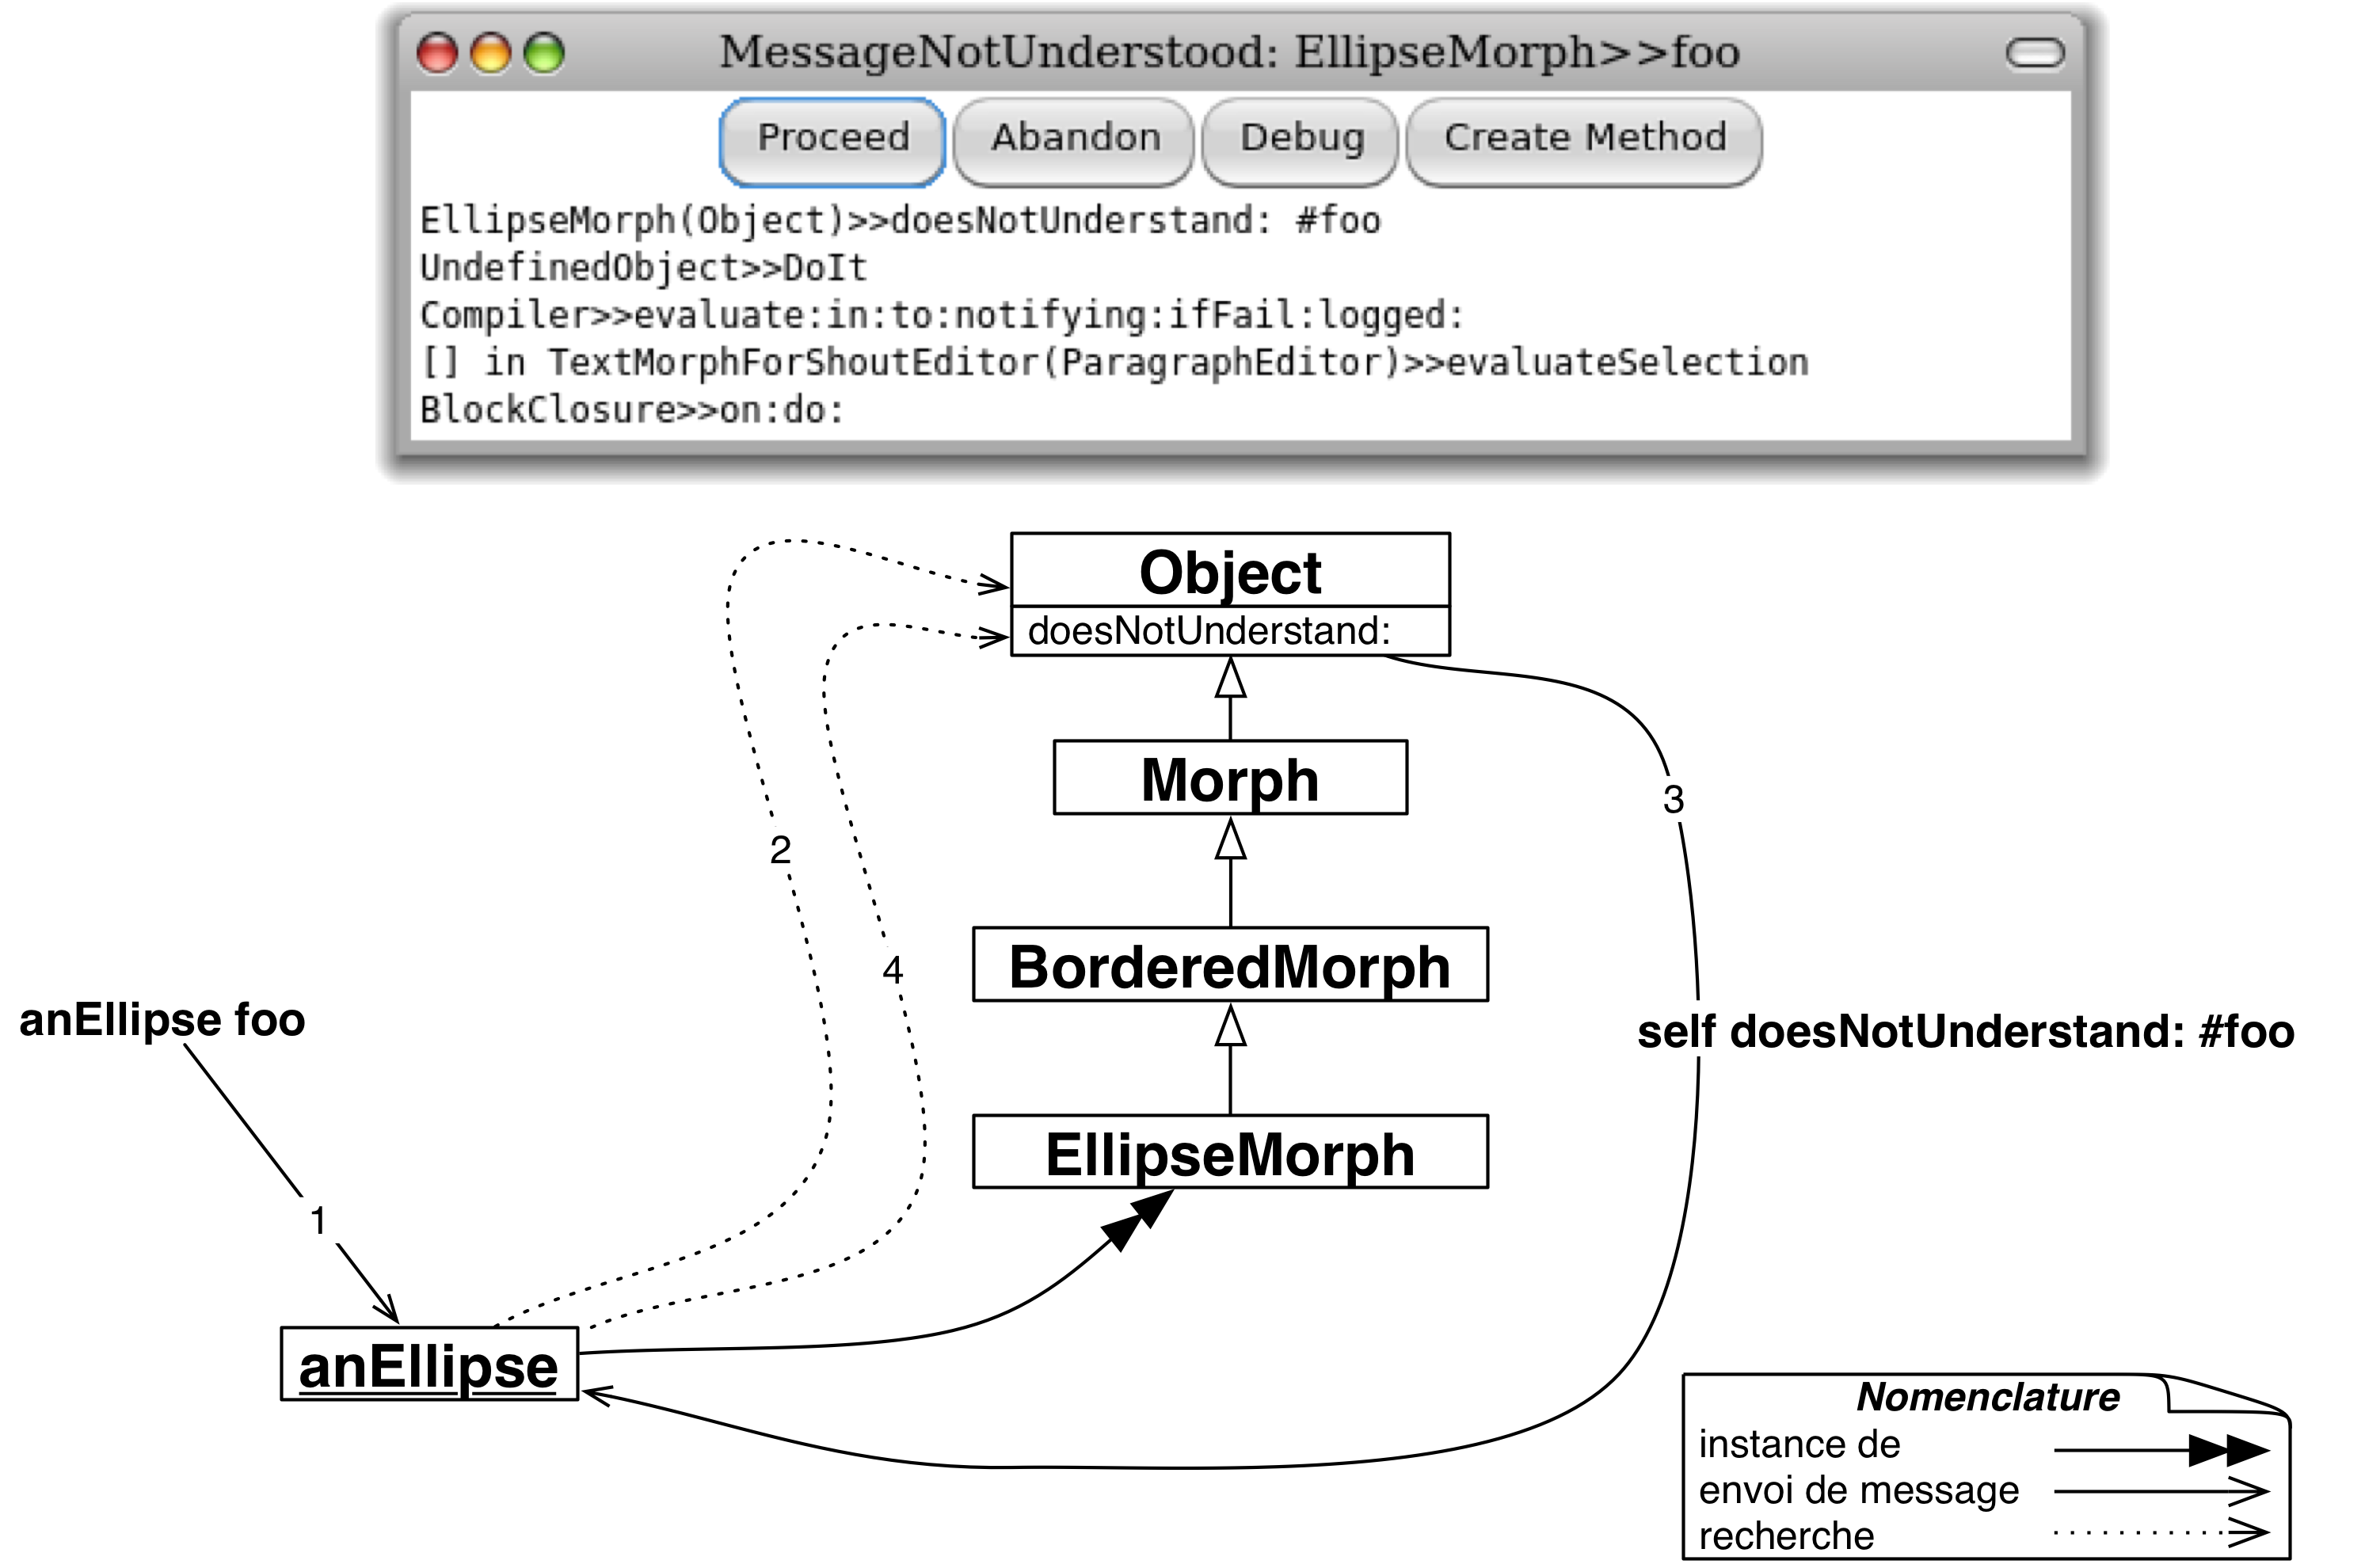 MessageNotUnderstood: EllipseMorph>>foo
Proceed Abandon Debug Create Method
EllipseMorph(Object)>>doesNotUnderstand: #foo
UndefinedObject>>DoIt
Compiler>>evaluate:in:to:notifying:ifFail:logged:
[] in TextMorphForShoutEditor(ParagraphEditor)>>evaluateSelection
BlockClosure>>on:do:
Object
doesNotUnderstand:
Morph
3
2
BorderedMorph
4
anEllipse foo
self doesNotUnderstand: #foo
EllipseMorph
1
anEllipse
Nomenclature
instance de
envoi de message
recherche